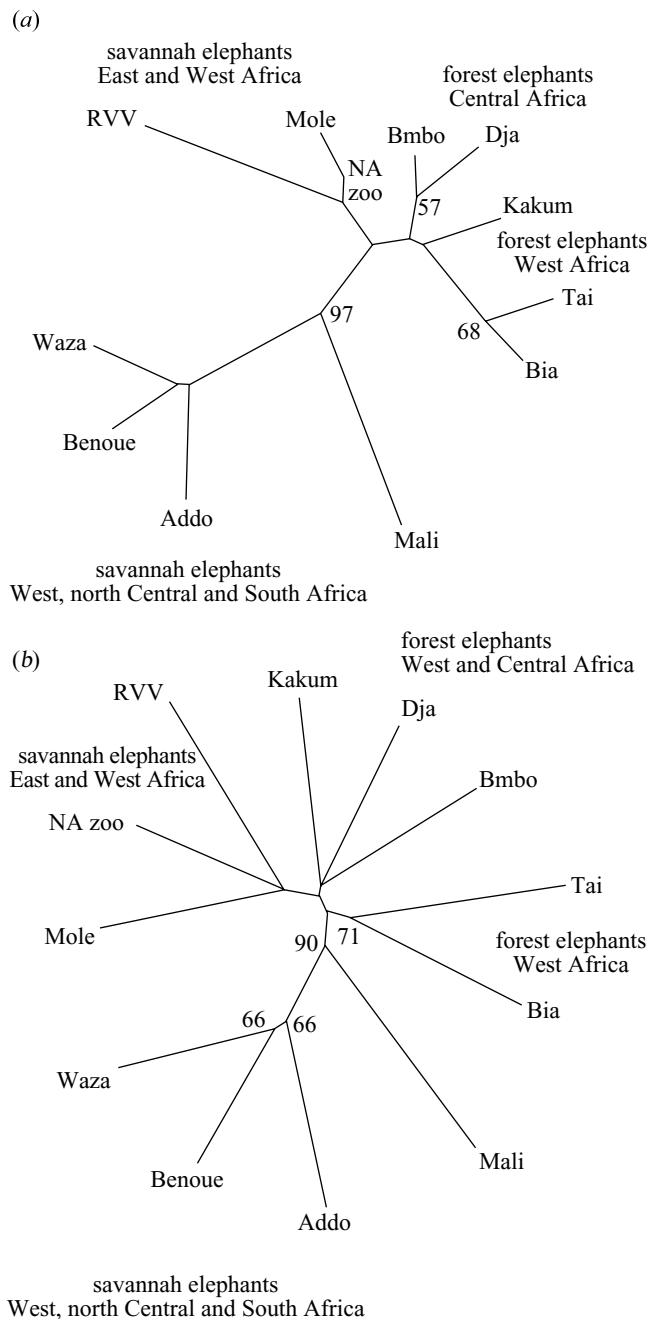 (a)
savannah elephants
East and West Africa
forest elephants
Central Africa
RVV
Mole
Bmbo
Dja
NA
zoo
57
Kakum
forest elephants
West Africa
Tai
97
68
Waza
Bia
Benoue
Addo
Mali
savannah elephants
West, north Central and South Africa
(b)
forest elephants
West and Central Africa
RVV
Kakum
Dja
savannah elephants
East and West Africa
NA zoo
Bmbo
Tai
Mole
90
71
forest elephants
West Africa
Bia
66
66
Waza
Mali
Benoue
Addo
savannah elephants
West, north Central and South Africa